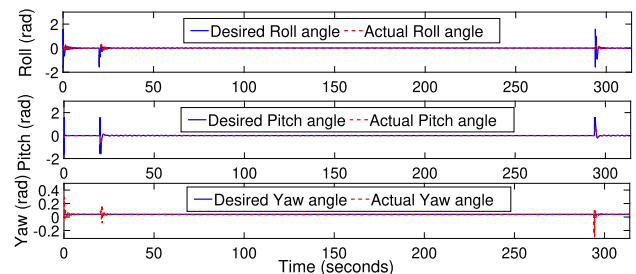 Roll (rad)
2
0
-2
Desired Roll angle Actual Roll angle
0 50 100 150 200 250 300
Pitch (rad)
2
0
-2
Desired Pitch angle Actual Pitch angle
0 50 100 150 200 250 300
Yaw (rad)
0.4
0.2
0
-0.2
Desired Yaw angle Actual Yaw angle
0 50 100 150 200 250 300
Time (seconds)